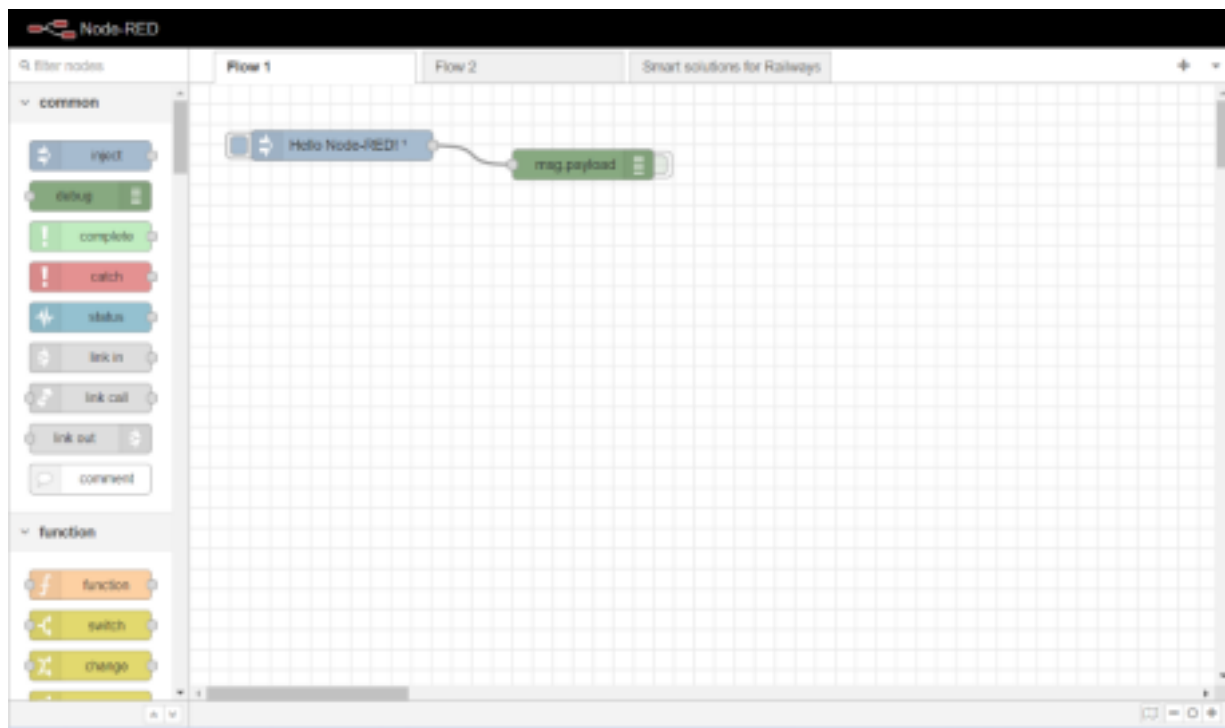 Node-RED
filter nodes
Flow 1
Flow 2
Smart solutions for Railways
common
inject
debug
complete
catch
status
link in
link call
link out
comment
function
function
switch
change
Hello Node-RED! ¹
msg.payload